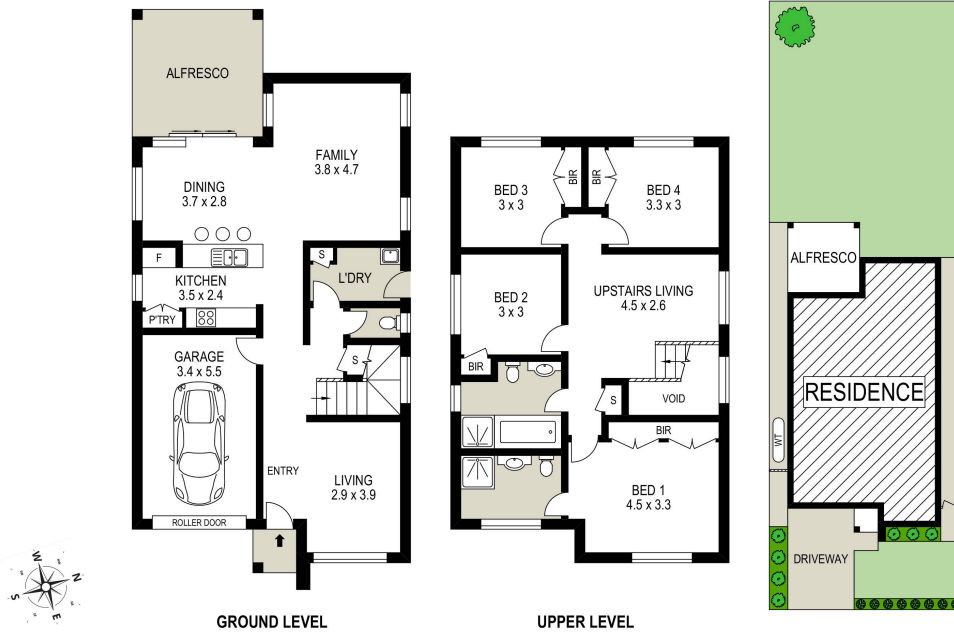 ALFRESCO
FAMILY
3.8 x 4.7
DINING
3.7 x 2.8
F
S
L'DRY
KITCHEN
3.5 x 2.4
P'TRY
GARAGE
3.4 x 5.5
S
ENTRY
LIVING
2.9 x 3.9
ROLLER DOOR
GROUND LEVEL
BED 3
3 x 3
BIR
BIR
BED 4
3.3 x 3
BED 2
3 x 3
UPSTAIRS LIVING
4.5 x 2.6
BIR
S
VOID
BIR
BED 1
4.5 x 3.3
UPPER LEVEL
ALFRESCO
RESIDENCE
WT
DRIVEWAY
W
N
S
E